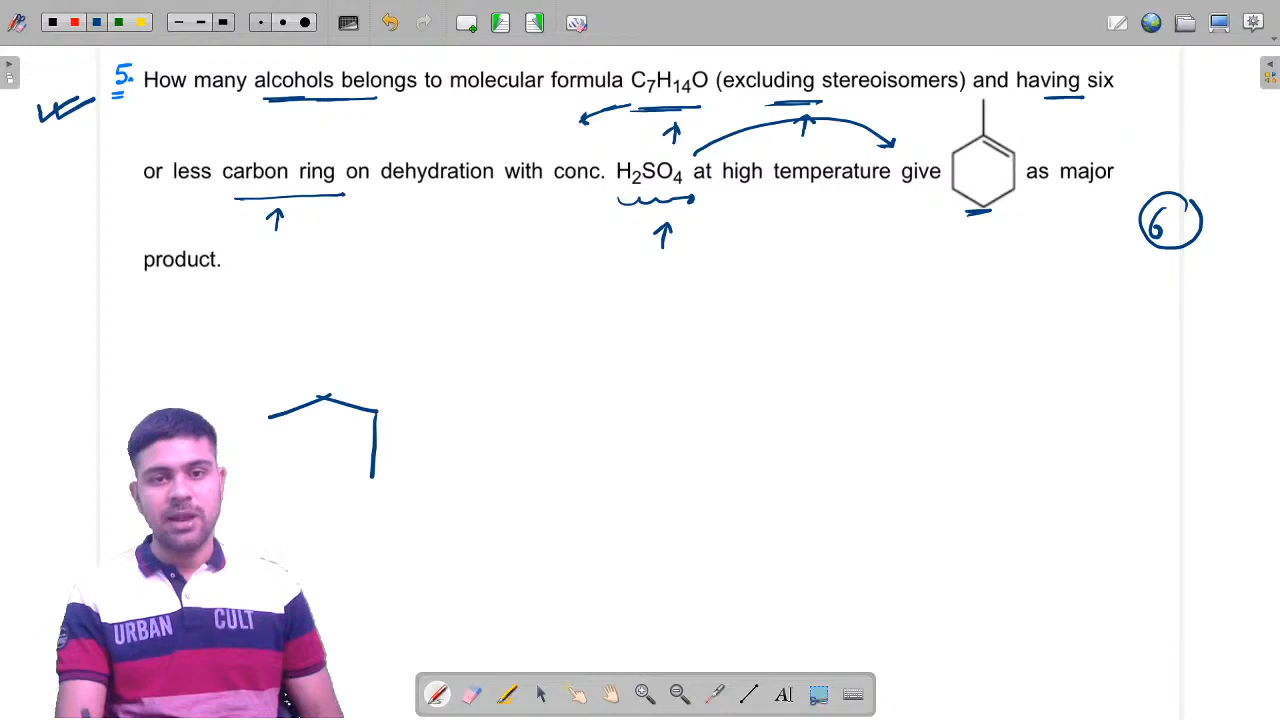 5. How many alcohols belongs to molecular formula C₇H₁₄O (excluding stereoisomers) and having six
or less carbon ring on dehydration with conc. H₂SO₄ at high temperature give as major
6
product.
URBAN CULT
AI